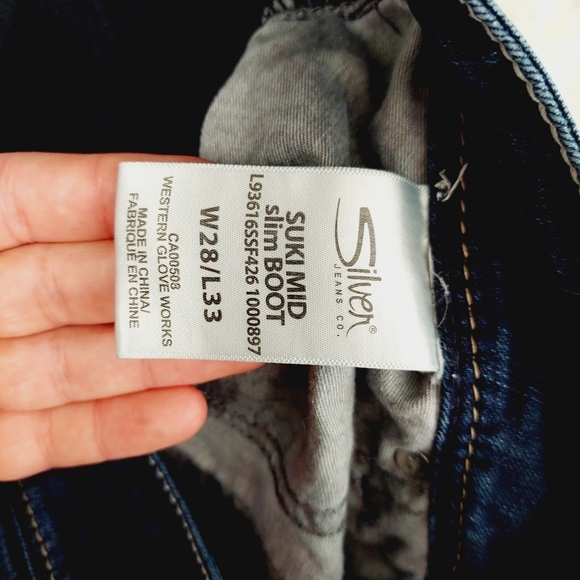 Silver®
JEANS CO.
SUKI MID
slim BOOT
L93616SSF426 1000897
W28/L33
CA00508
WESTERN GLOVE WORKS
MADE IN CHINA/
FABRIQUÉ EN CHINE